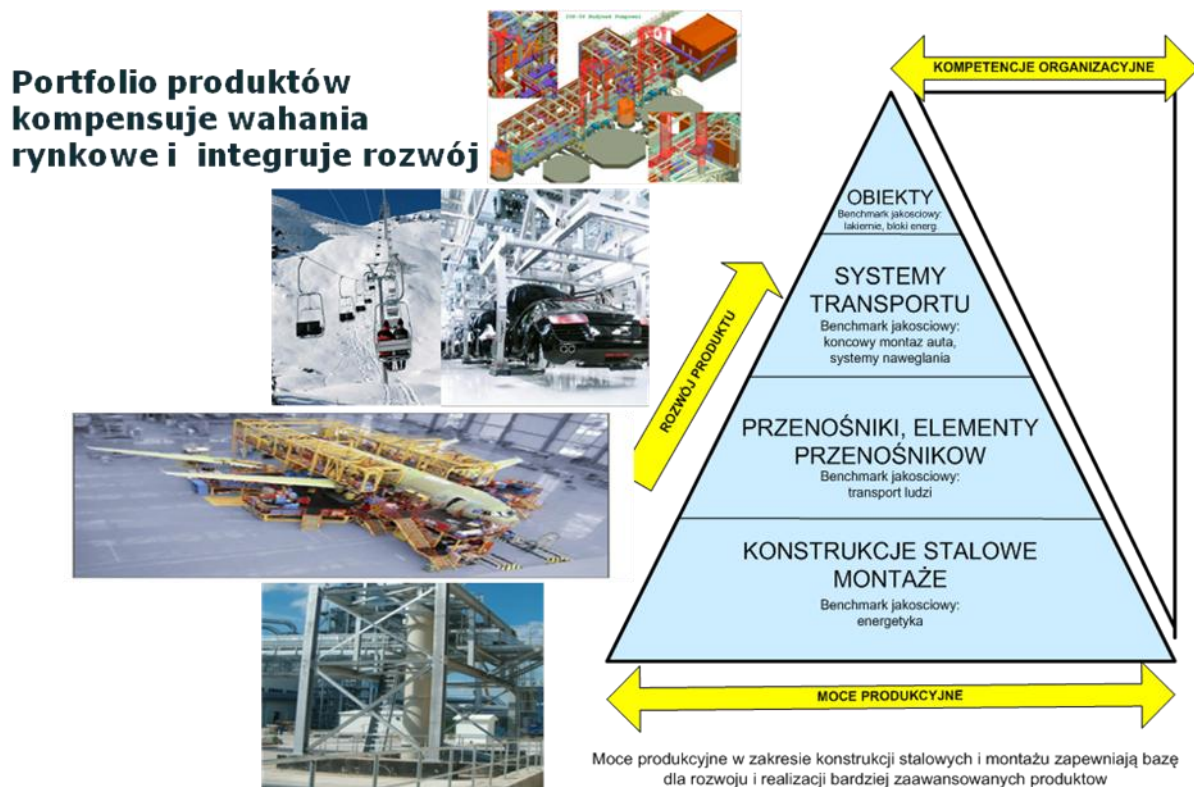 Portfolio produktów
kompensuje wahania
rynkowe i integruje rozwój
KOMPETENCJE ORGANIZACYJNE
OBIEKTY
Benchmark jakosciowy:
lakiernie, bloki energ.
SYSTEMY
TRANSPORTU
Benchmark jakosciowy:
koncowy montaz auta,
systemy naweglania
ROZWÓJ PRODUKTU
PRZENOŚNIKI, ELEMENTY
PRZENOŚNIKOW
Benchmark jakosciowy:
transport ludzi
KONSTRUKCJE STALOWE
MONTAŻE
Benchmark jakosciowy:
energetyka
MOCE PRODUKCYJNE
Moce produkcyjne w zakresie konstrukcji stalowych i montażu zapewniają bazę
dla rozwoju i realizacji bardziej zaawansowanych produktow